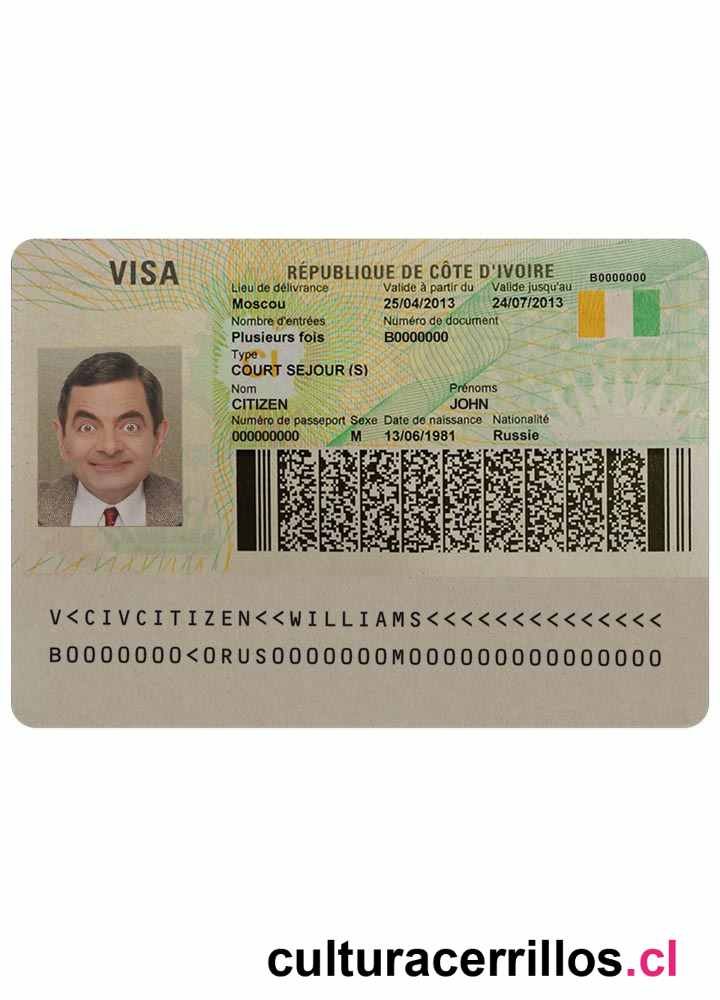 VISA
RÉPUBLIQUE DE CÔTE D'IVOIRE
B0000000
Lieu de délivrance Valide à partir du Valide jusqu'au
Moscou 25/04/2013 24/07/2013
Nombre d'entrées Numéro de document
Plusieurs fois B0000000
Type
COURT SEJOUR (S)
Nom Prénoms
CITIZEN JOHN
Numéro de passeport Sexe Date de naissance Nationalité
000000000 M 13/06/1981 Russie
V<CIVCITIZEN<<WILLIAMS<<<<<<<<<<<<<<
B0000000<0RUS0000000M000000000000000
culturacerrillos.cl